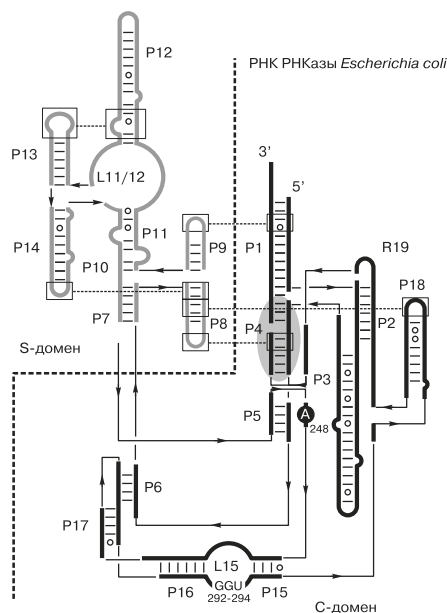 P12
РНК РНКазы Escherichia coli
P13
L11/12
3’
5’
P14
P11
P9
P1
R19
P10
P18
P7
P8
P4
P2
S-домен
P3
P5
A
248
P6
P17
L15
GGU
292-294
P16
P15
C-домен